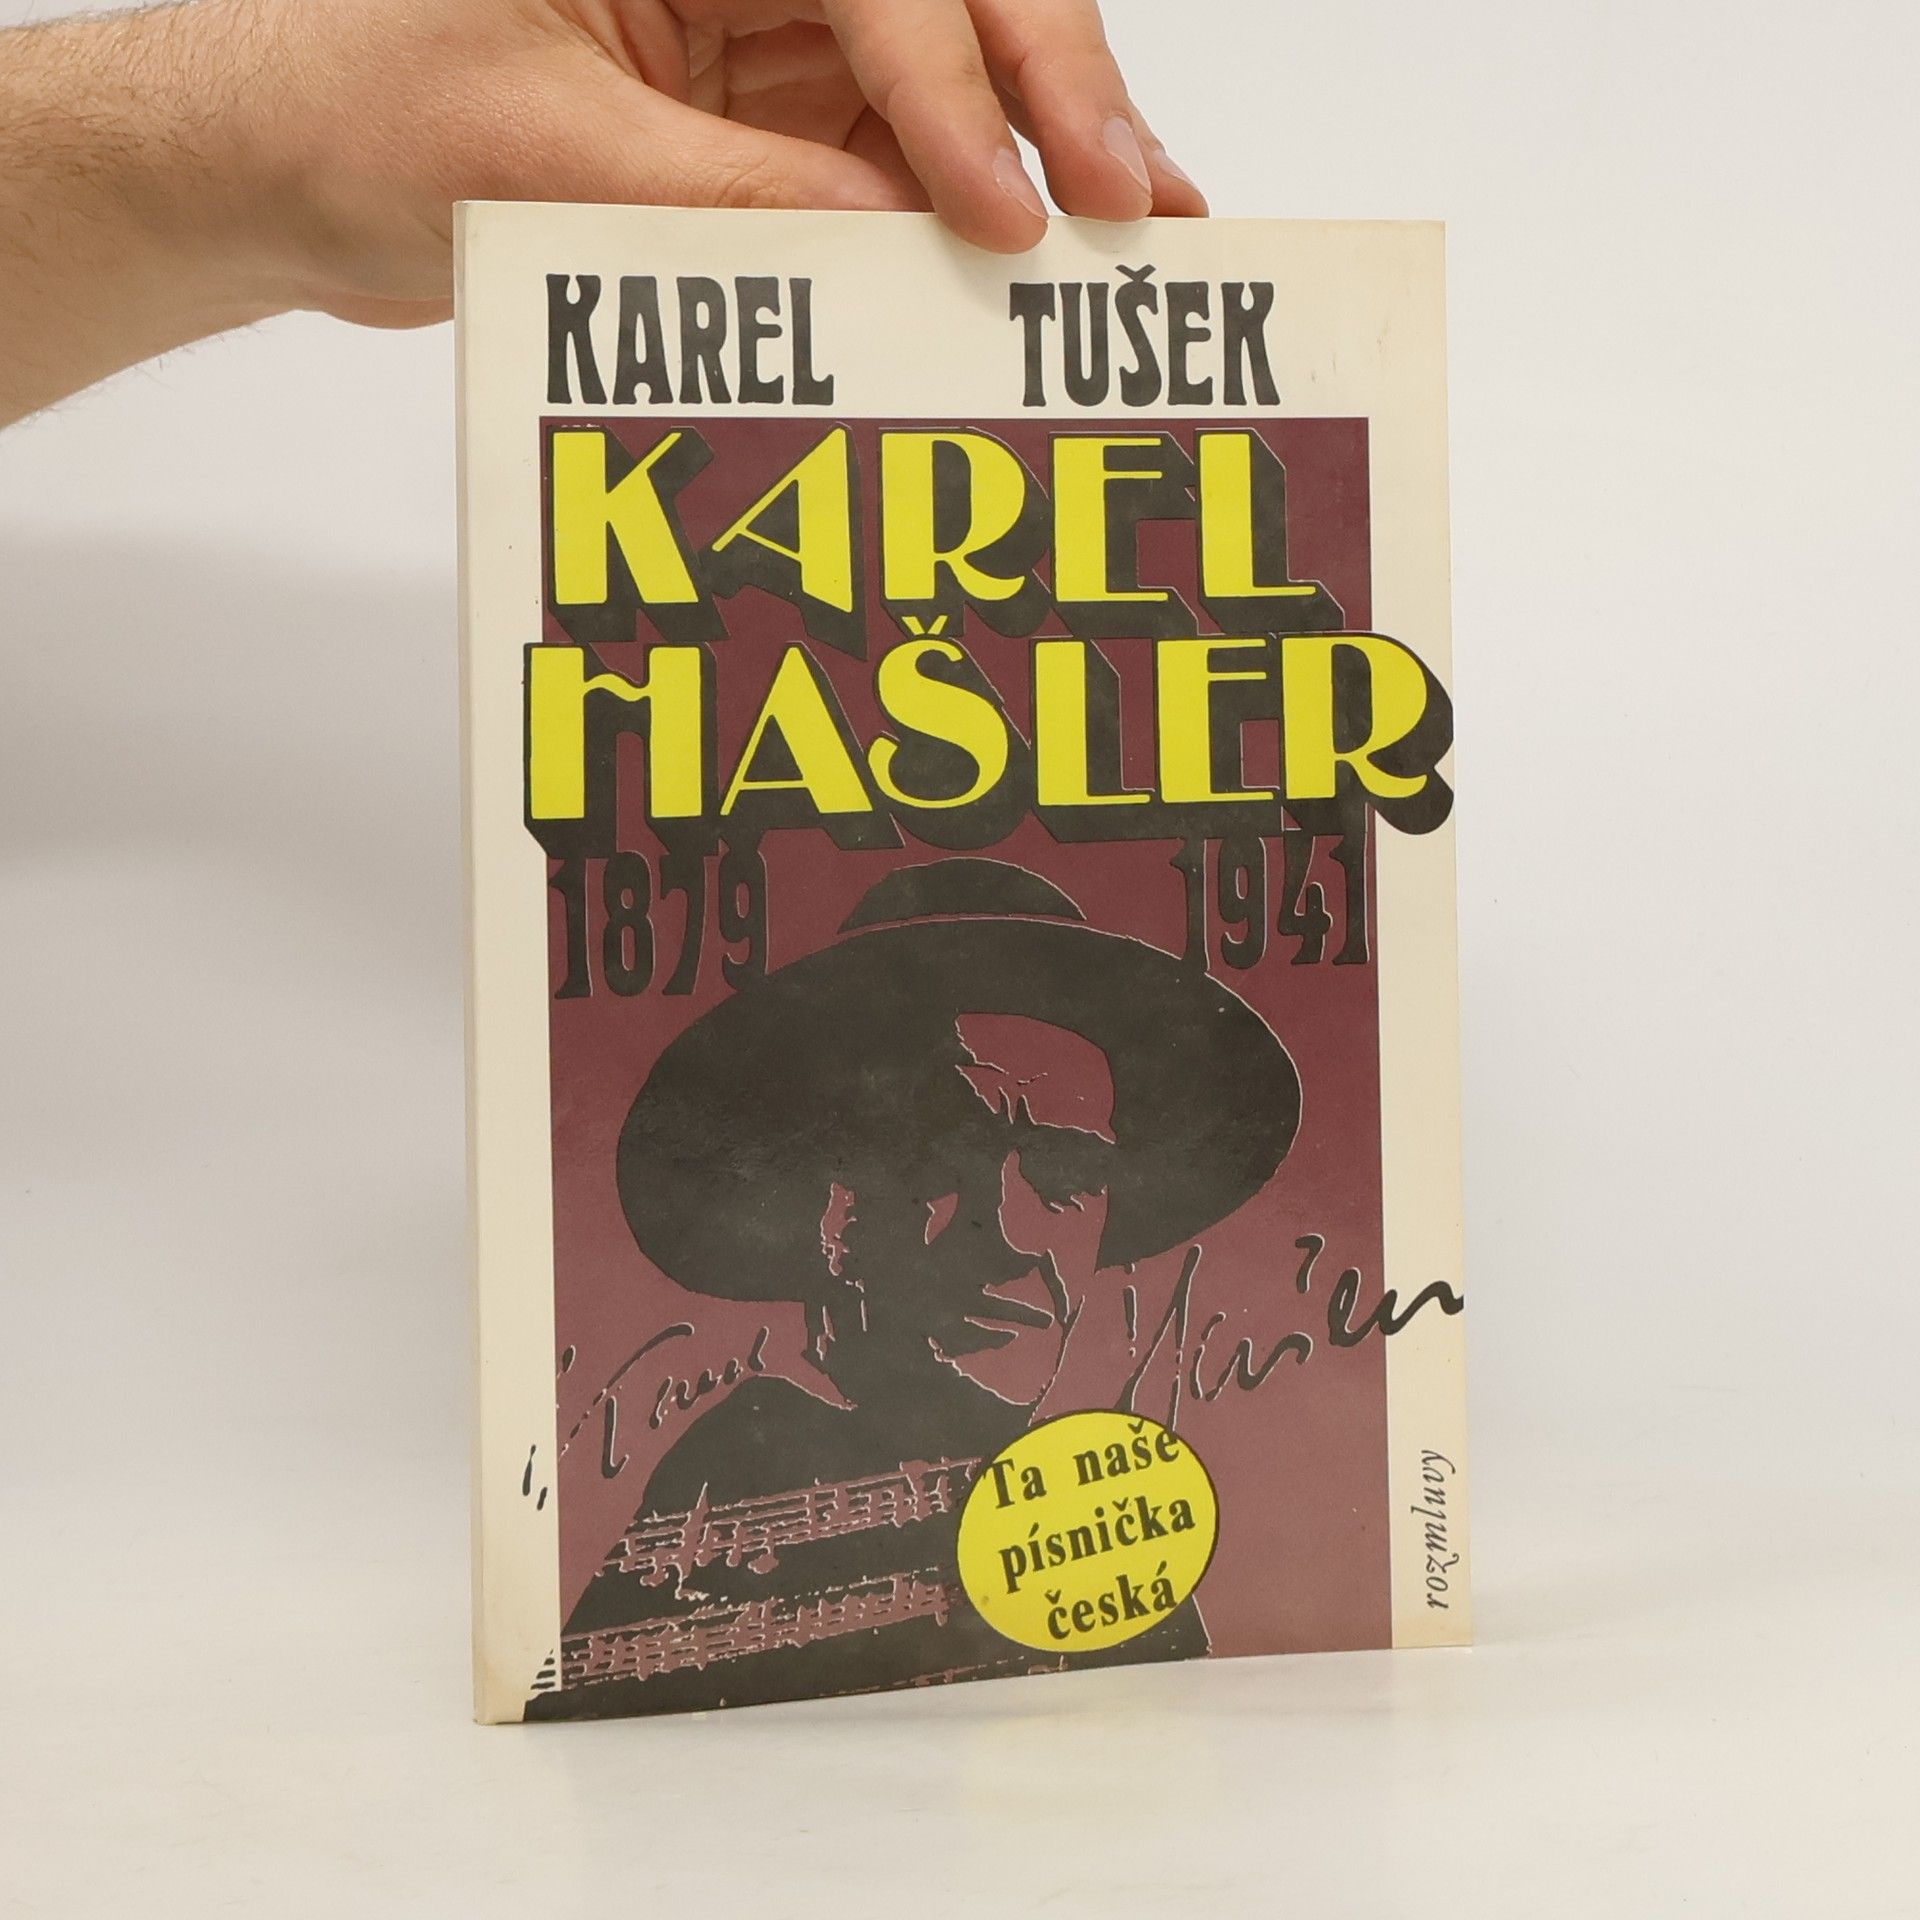 KAREL TUŠEK
KAREL
HAŠLER
1879 1941
Ta naše
písnička
česká
rozmluvy